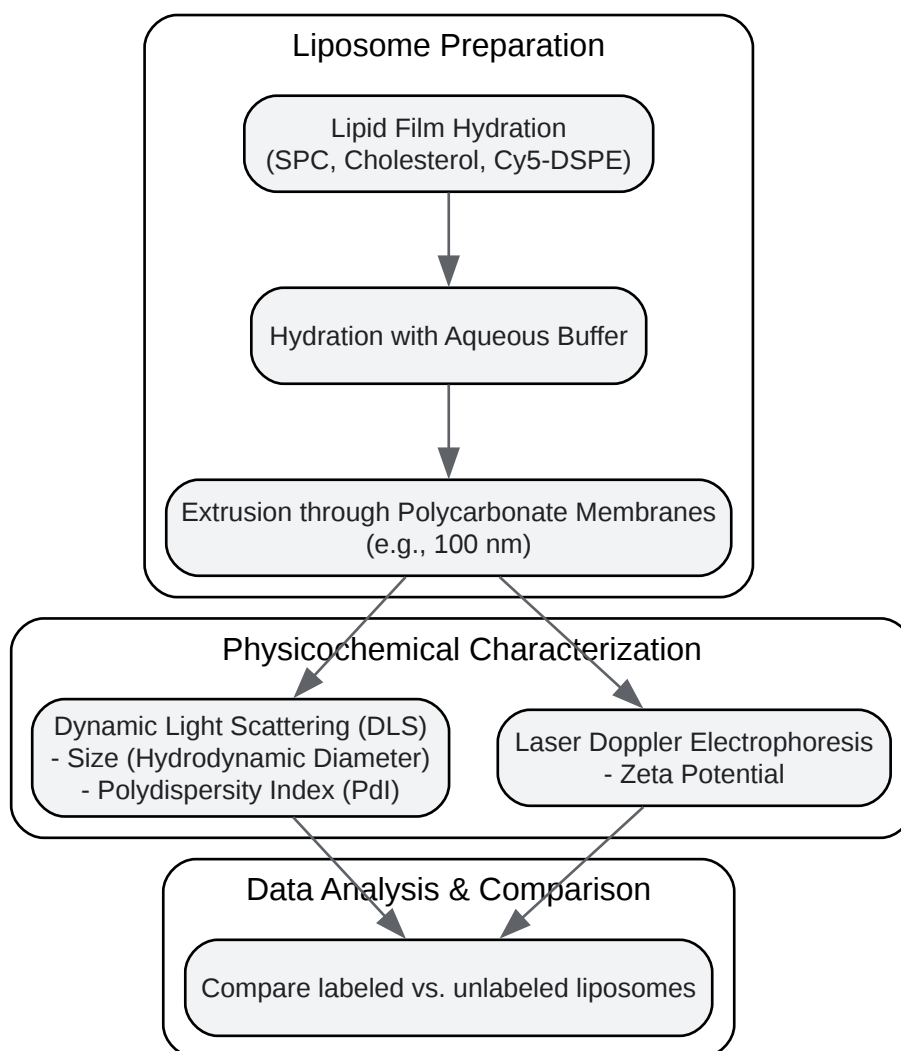 Liposome Preparation
Lipid Film Hydration
(SPC, Cholesterol, Cy5-DSPE)
Hydration with Aqueous Buffer
Extrusion through Polycarbonate Membranes
(e.g., 100 nm)
Physicochemical Characterization
Dynamic Light Scattering (DLS)
- Size (Hydrodynamic Diameter)
- Polydispersity Index (PdI)
Laser Doppler Electrophoresis
- Zeta Potential
Data Analysis & Comparison
Compare labeled vs. unlabeled liposomes